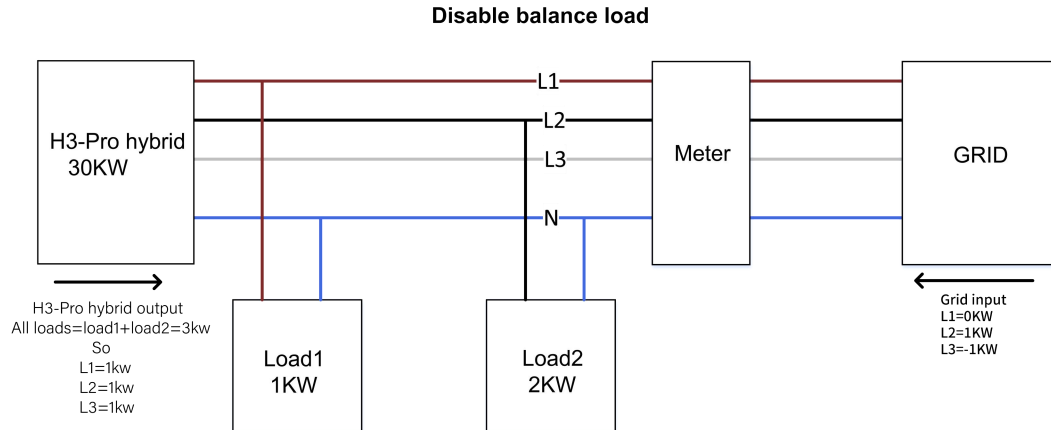 Disable balance load
L1
L2
L3
N
H3-Pro hybrid
30KW
Meter
GRID
H3-Pro hybrid output
All loads=load1+load2=3kw
So
L1=1kw
L2=1kw
L3=1kw
Load1
1KW
Load2
2KW
Grid input
L1=0KW
L2=1KW
L3=-1KW